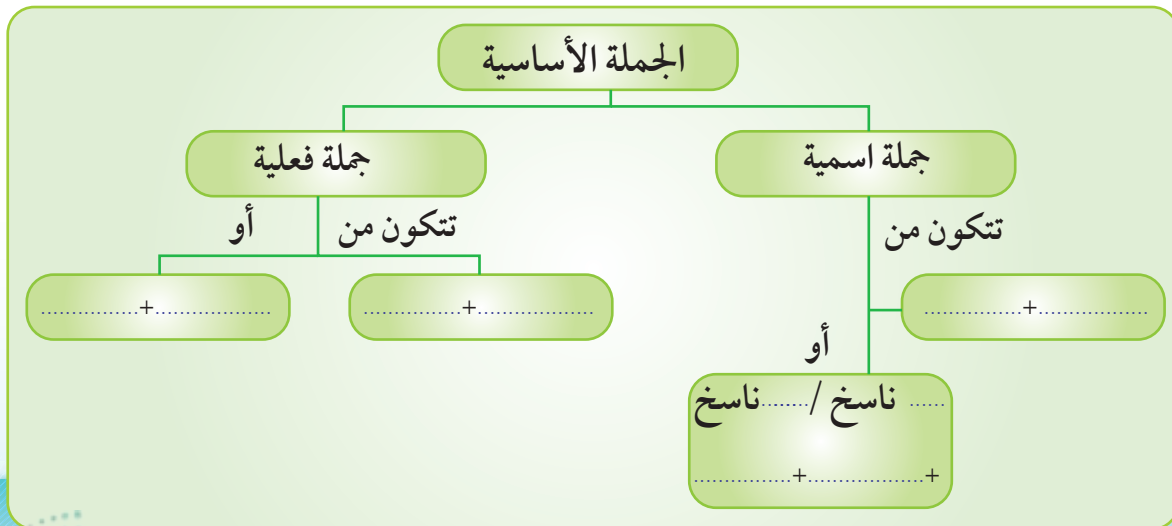 الجملة الأساسية
جملة اسمية
جملة فعلية
تتكون من
تتكون من
أو
..................+................
..................+................
..................+................
أو
...... ناسخ /........ناسخ
+..................+................